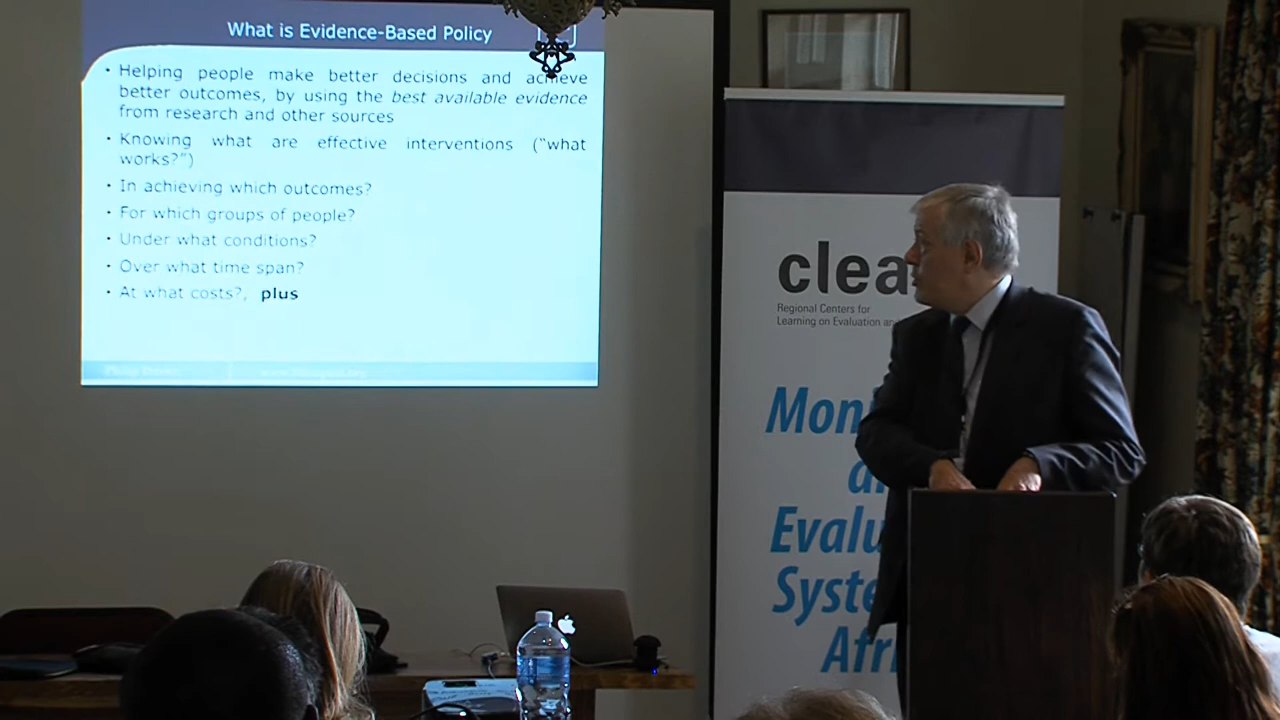 What is Evidence-Based Policy
• Helping people make better decisions and achieve
better outcomes, by using the best available evidence
from research and other sources
• Knowing what are effective interventions (“what
works?”)
• In achieving which outcomes?
• For which groups of people?
• Under what conditions?
• Over what time span?
• At what costs?, plus
Philip Davies
clea
Regional Centers for
Learning on Evaluation and
Moni
a
Evalu
Syste
Afri